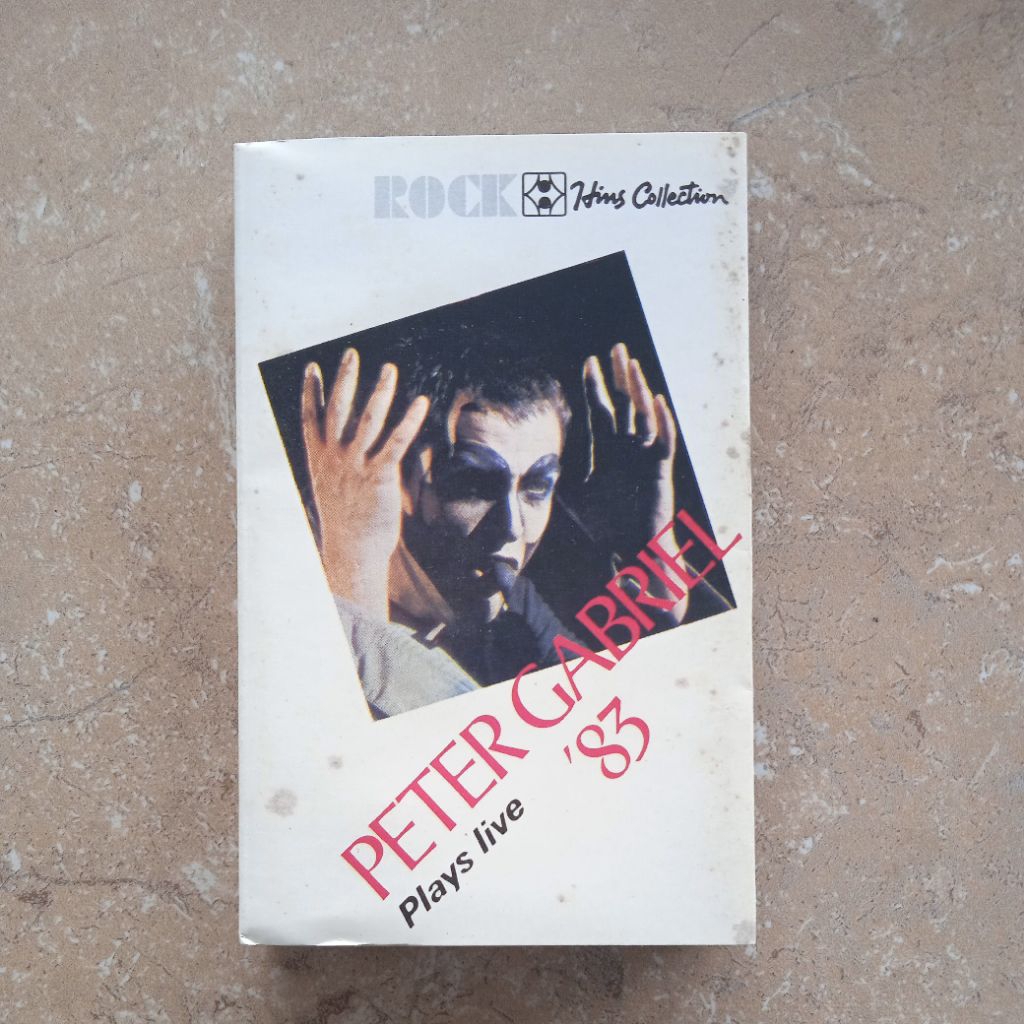 ROCK Hins Collection
PETER GABRIEL
'83
Plays live